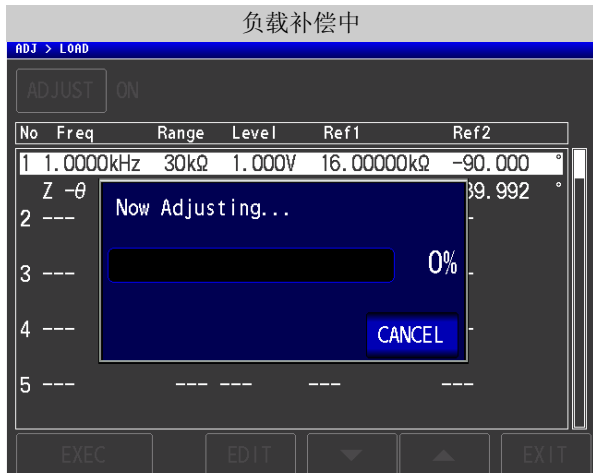 负载补偿中
ADJ > LOAD
ADJUST ON
No Freq Range Level Ref1 Ref2
1 1.0000kHz 30kΩ 1.000V 16.00000kΩ -90.000 °
Z -θ 39.992 °
2 ---
Now Adjusting...
0%
3 --- -
4 --- CANCEL -
5 --- --- --- --- ---
EXEC EDIT ▼ ▲ EXIT